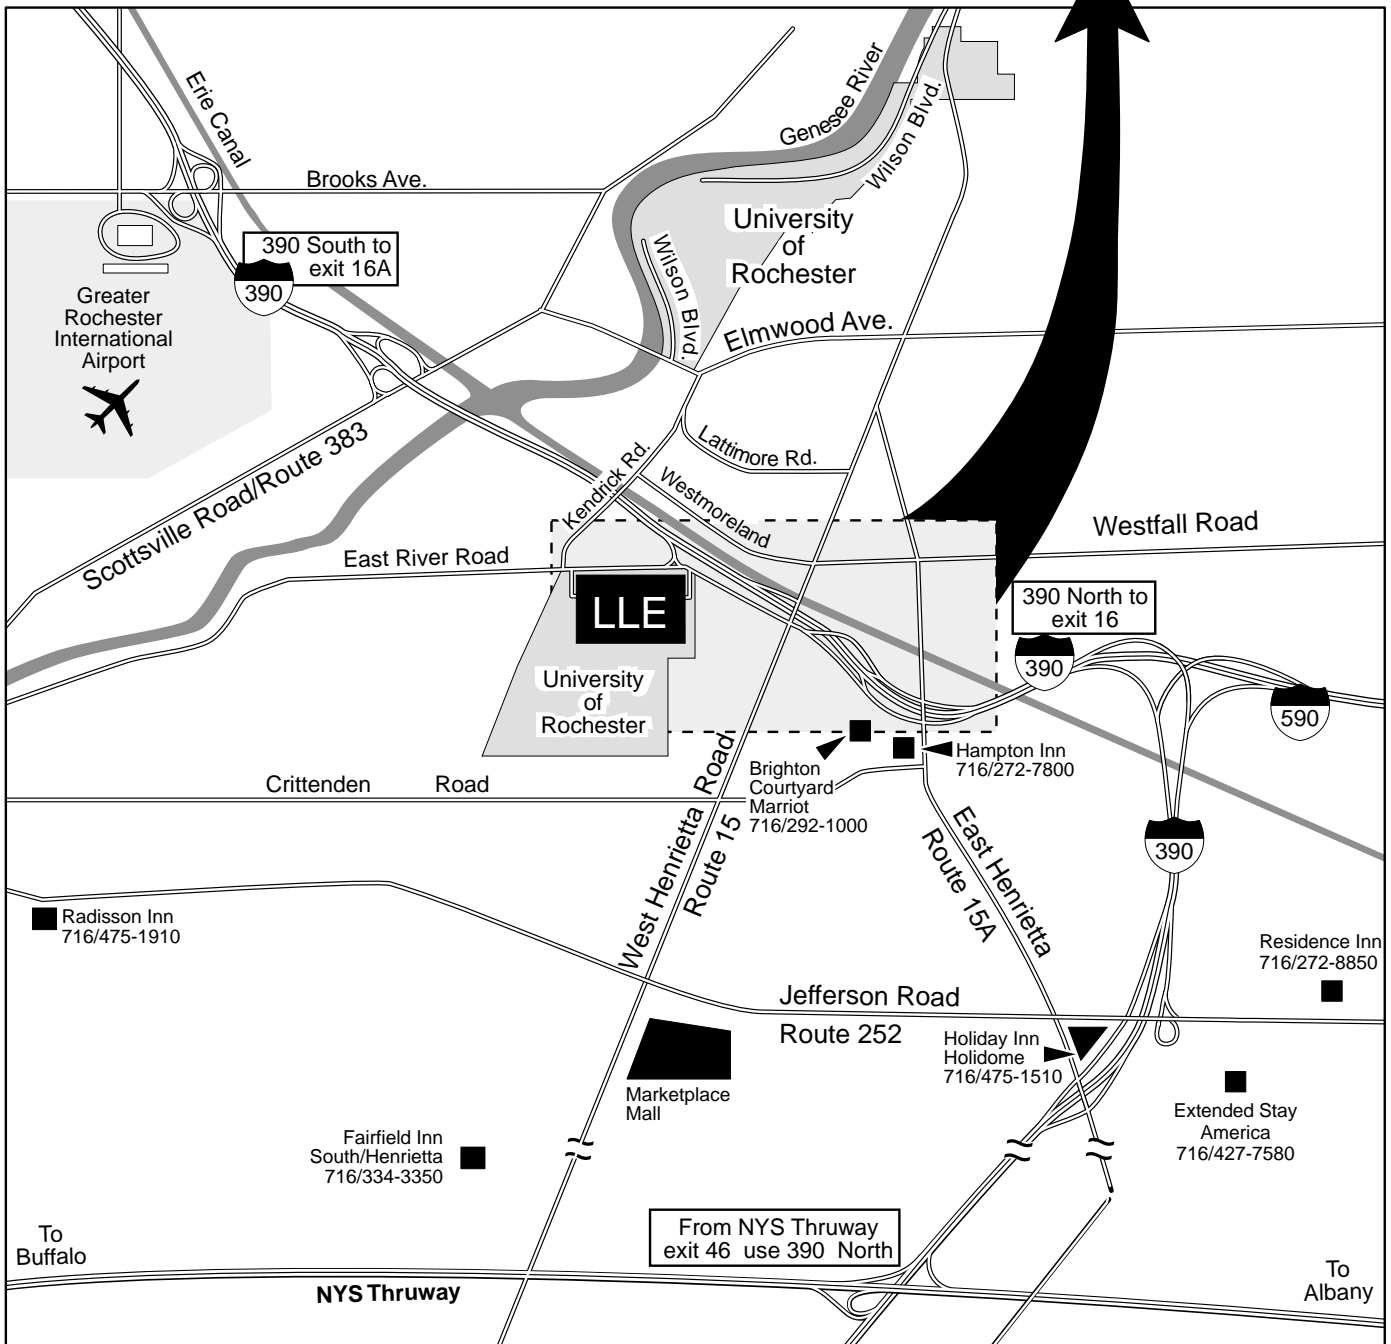 Erie Canal
Genesee River
Wilson Blvd.
Brooks Ave.
University
of
Rochester
390 South to
exit 16A
390
Wilson Blvd.
Greater
Rochester
International
Airport
Elmwood Ave.
Scottsville Road/Route 383
Kendrick Rd.
Lattimore Rd.
Westmoreland
Westfall Road
East River Road
LLE
390 North to
exit 16
390
590
University
of
Rochester
Hampton Inn
716/272-7800
Brighton
Courtyard
Marriot
716/292-1000
Crittenden Road
West Henrietta Road
Route 15
East Henrietta
Route 15A
390
Radisson Inn
716/475-1910
Residence Inn
716/272-8850
Jefferson Road
Route 252
Holiday Inn
Holidome
716/475-1510
Marketplace
Mall
Extended Stay
America
716/427-7580
Fairfield Inn
South/Henrietta
716/334-3350
From NYS Thruway
exit 46 use 390 North
To
Buffalo
NYS Thruway
To
Albany